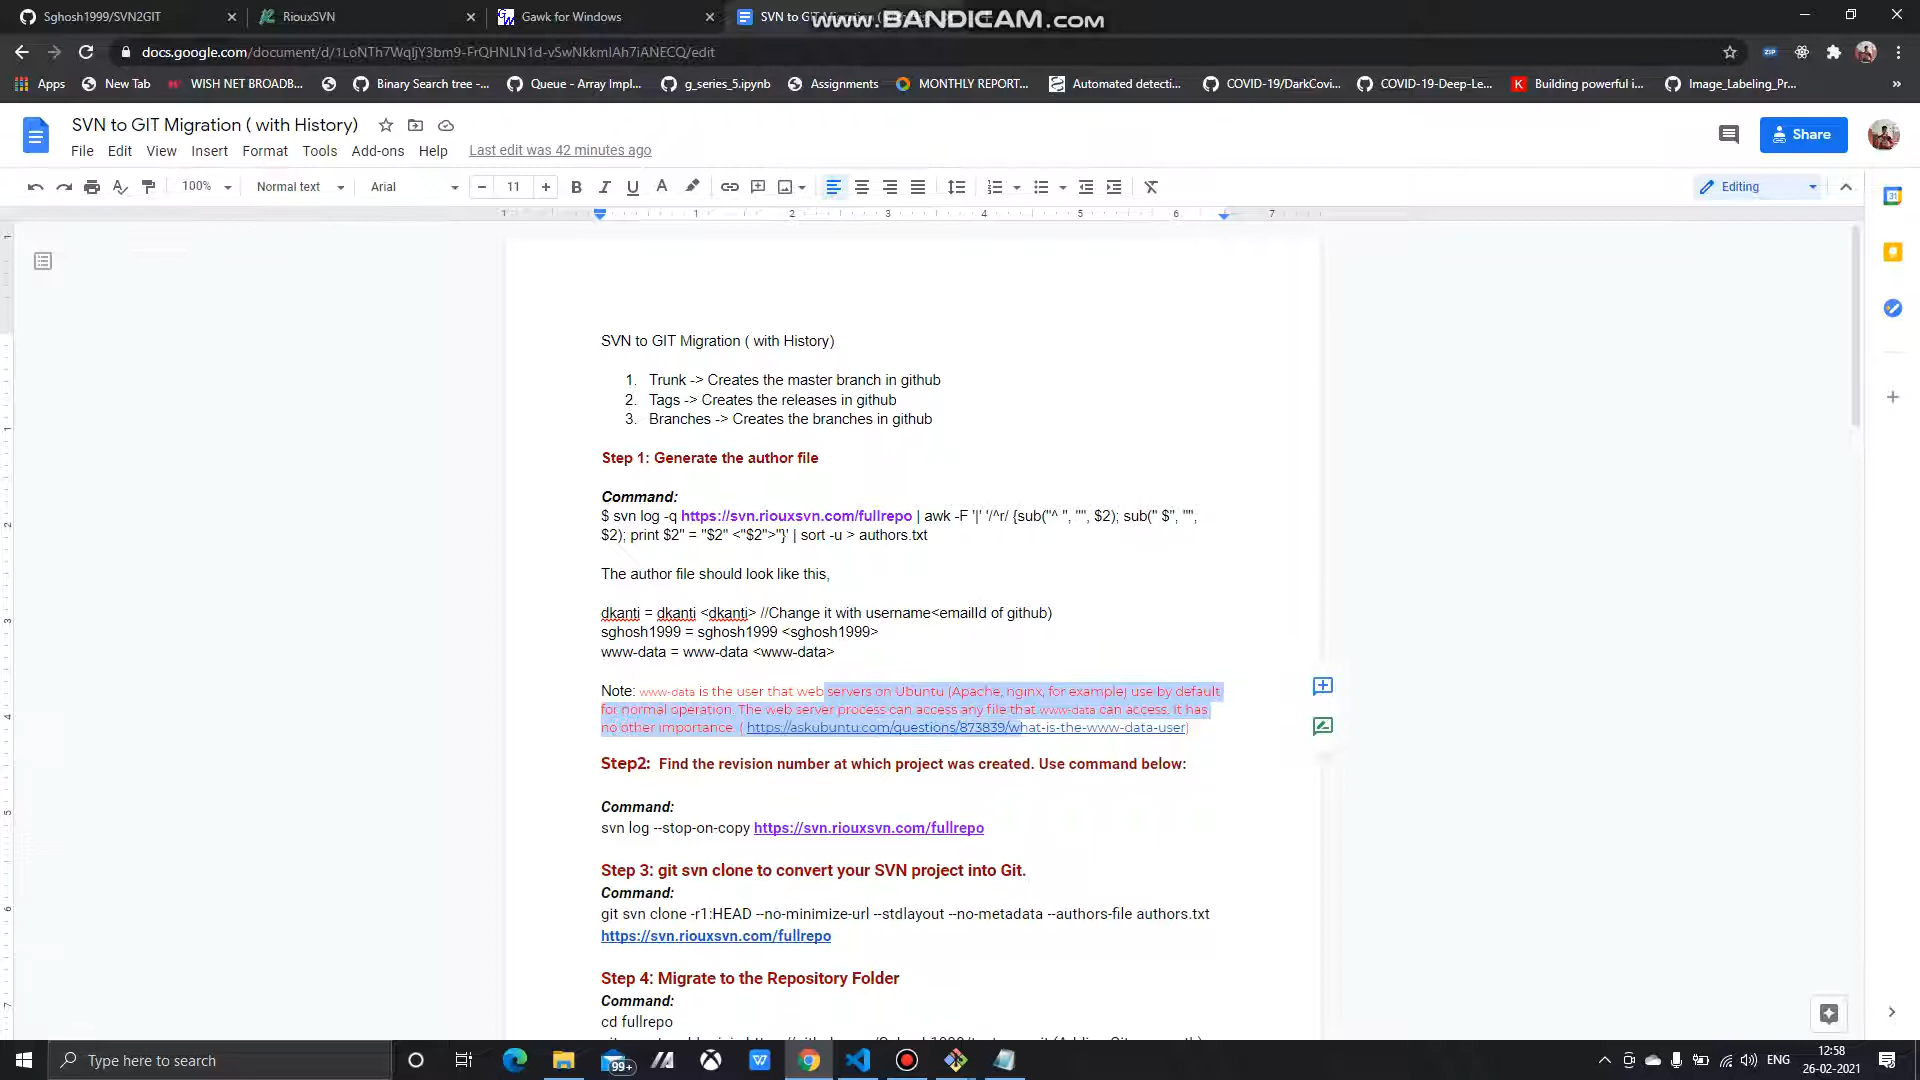 Sghosh1999/SVN2GIT
RiouxSVN
Gawk for Windows
SVN to GIT Migration (
www.BANDICAM.com
docs.google.com/document/d/1LoNTh7WqIjY3bm9-FrQHNLN1d-vSwNkkmIAh7iANECQ/edit
Apps
New Tab
WISH NET BROADB...
Binary Search tree -...
Queue - Array Impl...
g_series_5.ipynb
Assignments
MONTHLY REPORT...
Automated detecti...
COVID-19/DarkCovi...
COVID-19-Deep-Le...
Building powerful i...
Image_Labeling_Pr...
SVN to GIT Migration ( with History)
Share
File Edit View Insert Format Tools Add-ons Help Last edit was 42 minutes ago
100% Normal text Arial 11 Editing
1 1 2 3 4 5 6 7
SVN to GIT Migration ( with History)
1. Trunk -> Creates the master branch in github
2. Tags -> Creates the releases in github
3. Branches -> Creates the branches in github
Step 1: Generate the author file
Command:
$ svn log -q https://svn.riouxsvn.com/fullrepo | awk -F '|' '/^r/ {sub("^ ", "", $2); sub(" $", "",
$2); print $2" = "$2" <"$2">"}' | sort -u > authors.txt
The author file should look like this,
dkanti = dkanti <dkanti> //Change it with username<emailId of github)
sghosh1999 = sghosh1999 <sghosh1999>
www-data = www-data <www-data>
Note: www-data is the user that web servers on Ubuntu (Apache, nginx, for example) use by default
for normal operation. The web server process can access any file that www-data can access. It has
no other importance. ( https://askubuntu.com/questions/873839/what-is-the-www-data-user)
Step2: Find the revision number at which project was created. Use command below:
Command:
svn log --stop-on-copy https://svn.riouxsvn.com/fullrepo
Step 3: git svn clone to convert your SVN project into Git.
Command:
git svn clone -r1:HEAD --no-minimize-url --stdlayout --no-metadata --authors-file authors.txt
https://svn.riouxsvn.com/fullrepo
Step 4: Migrate to the Repository Folder
Command:
cd fullrepo
Type here to search
99+
ENG
12:58
26-02-2021